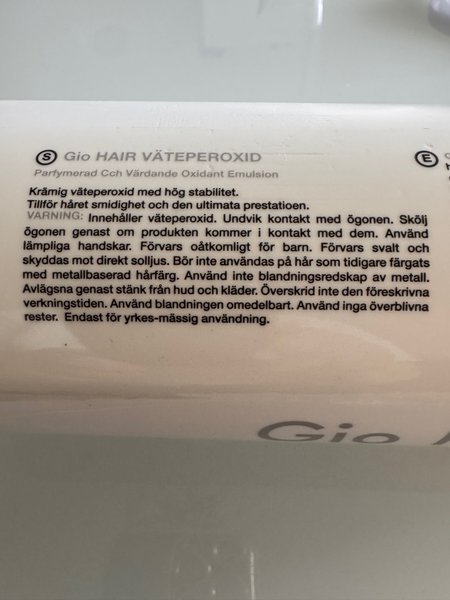 S Gio HAIR VÄTEPEROXID
Parfymerad Cch Värdande Oxidant Emulsion
Krämig väteperoxid med hög stabilitet.
Tillför håret smidighet och den ultimata prestatioen.
VARNING: Innehåller väteperoxid. Undvik kontakt med ögonen. Skölj
ögonen genast om produkten kommer i kontakt med dem. Använd
lämpliga handskar. Förvars oåtkomligt för barn. Förvars svalt och
skyddas mot direkt solljus. Bör inte användas på hår som tidigare färgats
med metallbaserad hårfärg. Använd inte blandningsredskap av metall.
Avlägsna genast stänk från hud och kläder. Överskrid inte den föreskrivna
verkningstiden. Använd blandningen omedelbart. Använd inga överblivna
rester. Endast för yrkes-mässig användning.
E
Gio